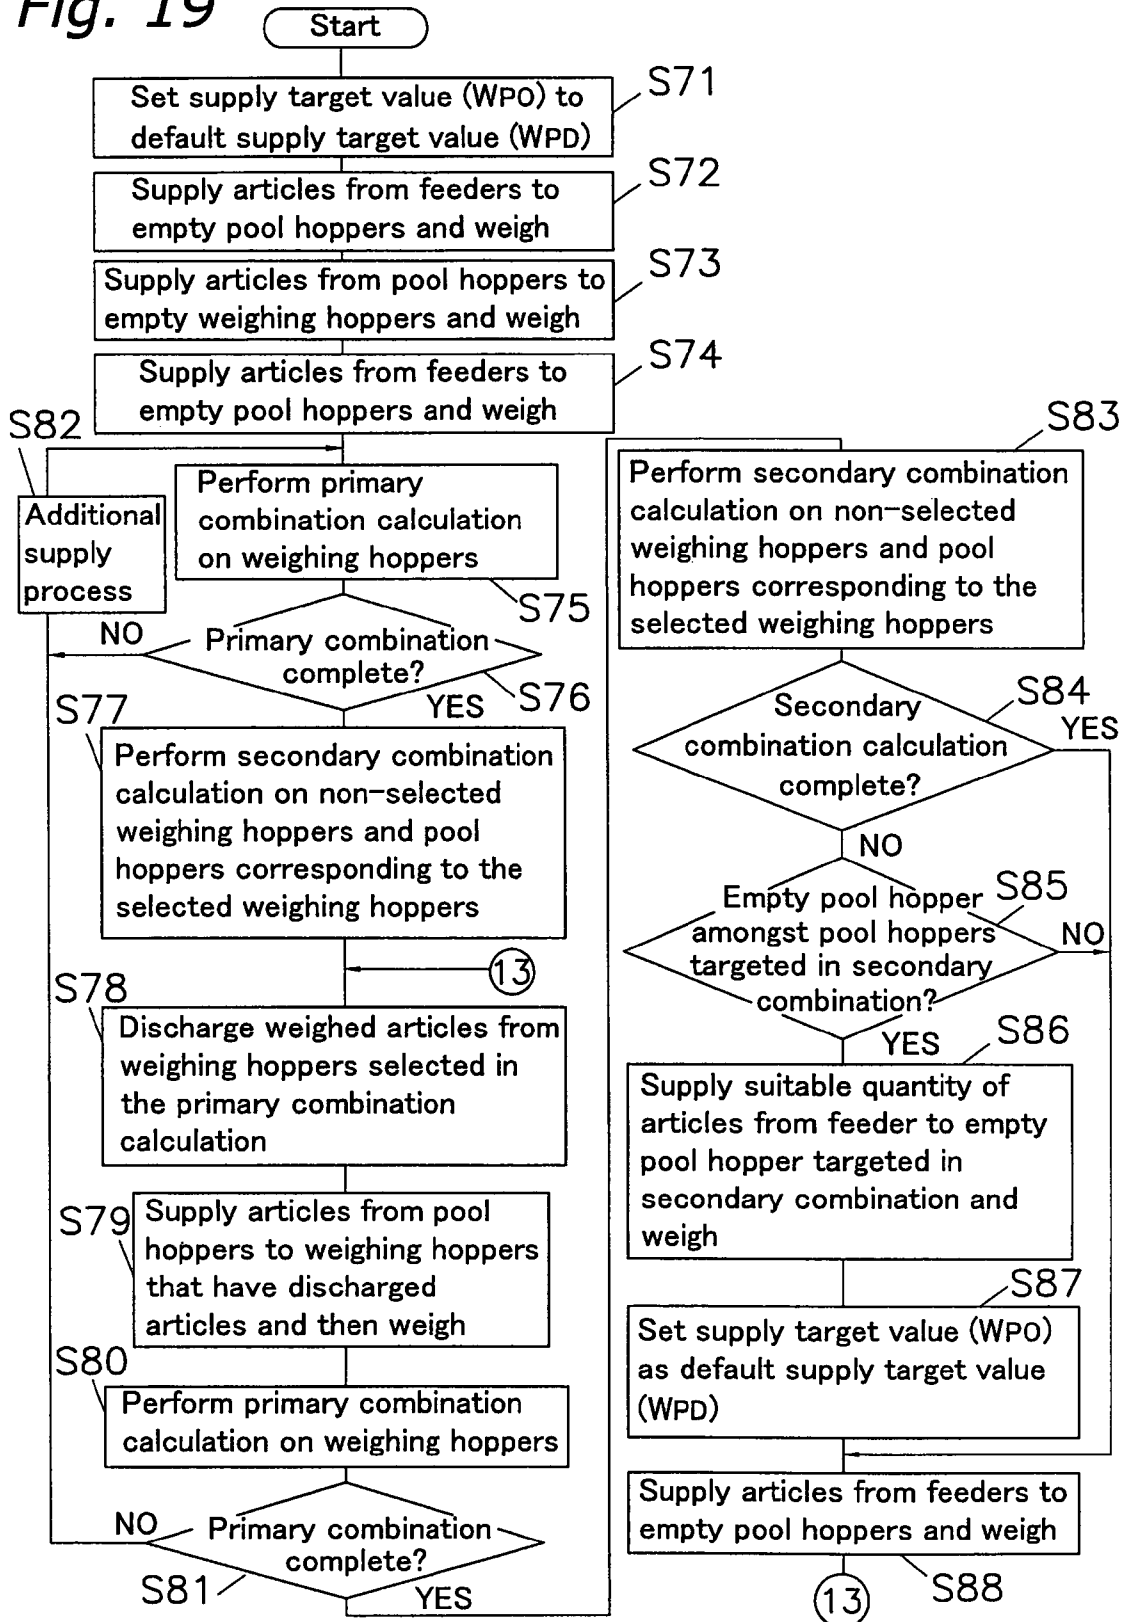 Fig. 19
Start
S71
Set supply target value (WPO) to
default supply target value (WPD)
S72
Supply articles from feeders to
empty pool hoppers and weigh
S73
Supply articles from pool hoppers to
empty weighing hoppers and weigh
S74
Supply articles from feeders to
empty pool hoppers and weigh
S82
Additional
supply
process
Perform primary
combination calculation
on weighing hoppers
S75
NO
Primary combination
complete?
S76
YES
S77
Perform secondary combination
calculation on non-selected
weighing hoppers and pool
hoppers corresponding to the
selected weighing hoppers
13
S78
Discharge weighed articles from
weighing hoppers selected in
the primary combination
calculation
S79
Supply articles from pool
hoppers to weighing hoppers
that have discharged
articles and then weigh
S80
Perform primary combination
calculation on weighing hoppers
NO
Primary combination
complete?
S81
YES
S83
Perform secondary combination
calculation on non-selected
weighing hoppers and pool
hoppers corresponding to the
selected weighing hoppers
S84
Secondary
combination calculation
complete?
YES
NO
S85
Empty pool hopper
amongst pool hoppers
targeted in secondary
combination?
NO
YES
S86
Supply suitable quantity of
articles from feeder to empty
pool hopper targeted in
secondary combination and
weigh
S87
Set supply target value (WPO)
as default supply target value
(WPD)
Supply articles from feeders to
empty pool hoppers and weigh
S88
13